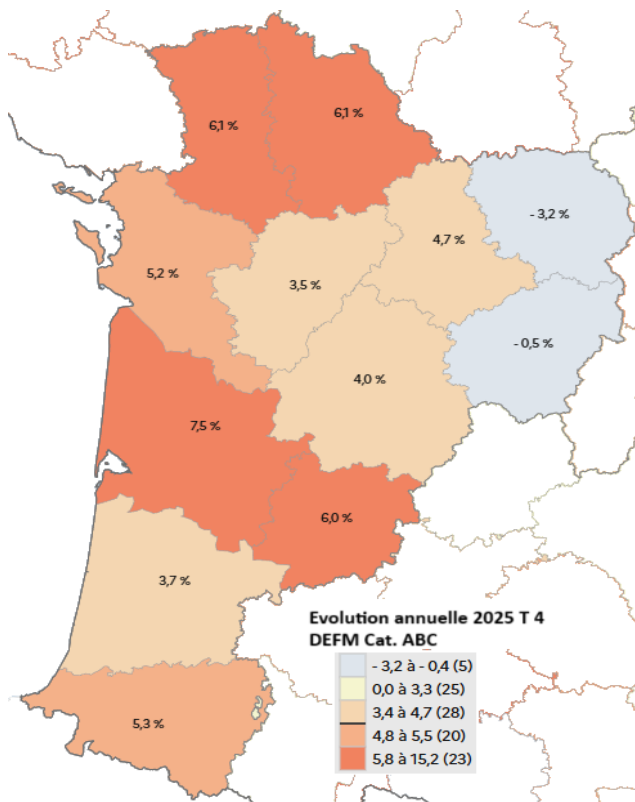 6,1 %
6,1 %
- 3,2 %
4,7 %
5,2 %
3,5 %
- 0,5 %
4,0 %
7,5 %
6,0 %
3,7 %
5,3 %
Evolution annuelle 2025 T 4
DEFM Cat. ABC
- 3,2 à - 0,4 (5)
0,0 à 3,3 (25)
3,4 à 4,7 (28)
4,8 à 5,5 (20)
5,8 à 15,2 (23)